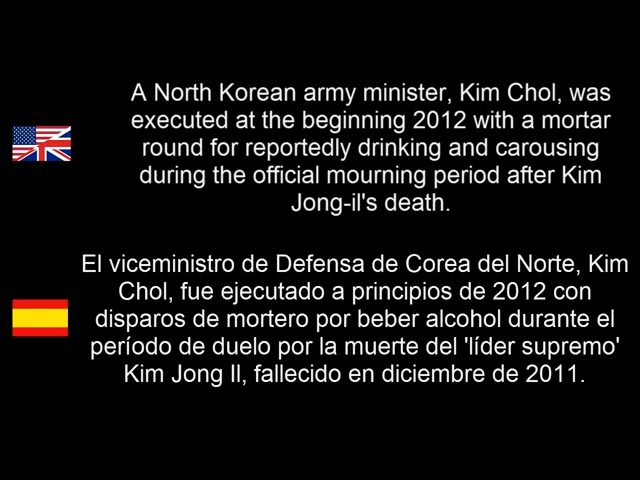 A North Korean army minister, Kim Chol, was
executed at the beginning 2012 with a mortar
round for reportedly drinking and carousing
during the official mourning period after Kim
Jong-il's death.
El viceministro de Defensa de Corea del Norte, Kim
Chol, fue ejecutado a principios de 2012 con
disparos de mortero por beber alcohol durante el
período de duelo por la muerte del 'líder supremo'
Kim Jong Il, fallecido en diciembre de 2011.